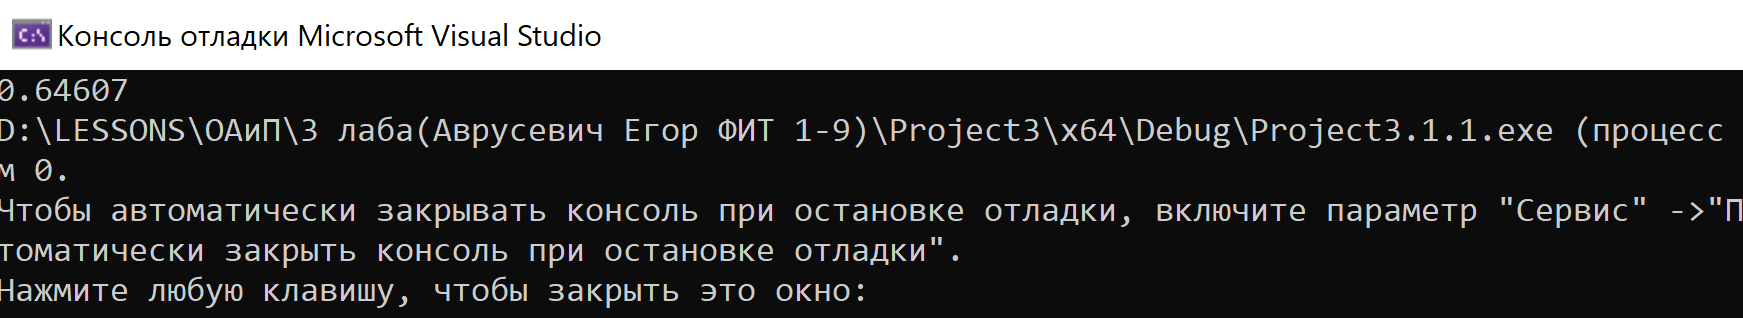 Консоль отладки Microsoft Visual Studio
0.64607
D:\LESSONS\ОАиП\3 лаба(Аврусевич Егор ФИТ 1-9)\Project3\x64\Debug\Project3.1.1.exe (процесс
м 0.
Чтобы автоматически закрывать консоль при остановке отладки, включите параметр "Сервис" ->"П
томатически закрыть консоль при остановке отладки".
Нажмите любую клавишу, чтобы закрыть это окно: